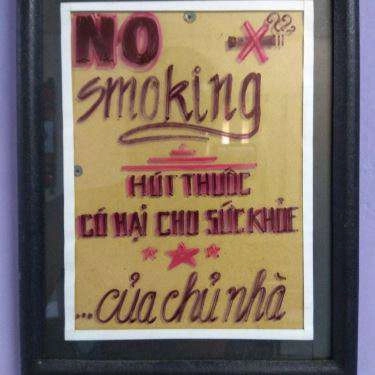 NO
smoking
HÚT THUỐC
CÓ HẠI CHO SỨC KHỎE
...của chủ nhà